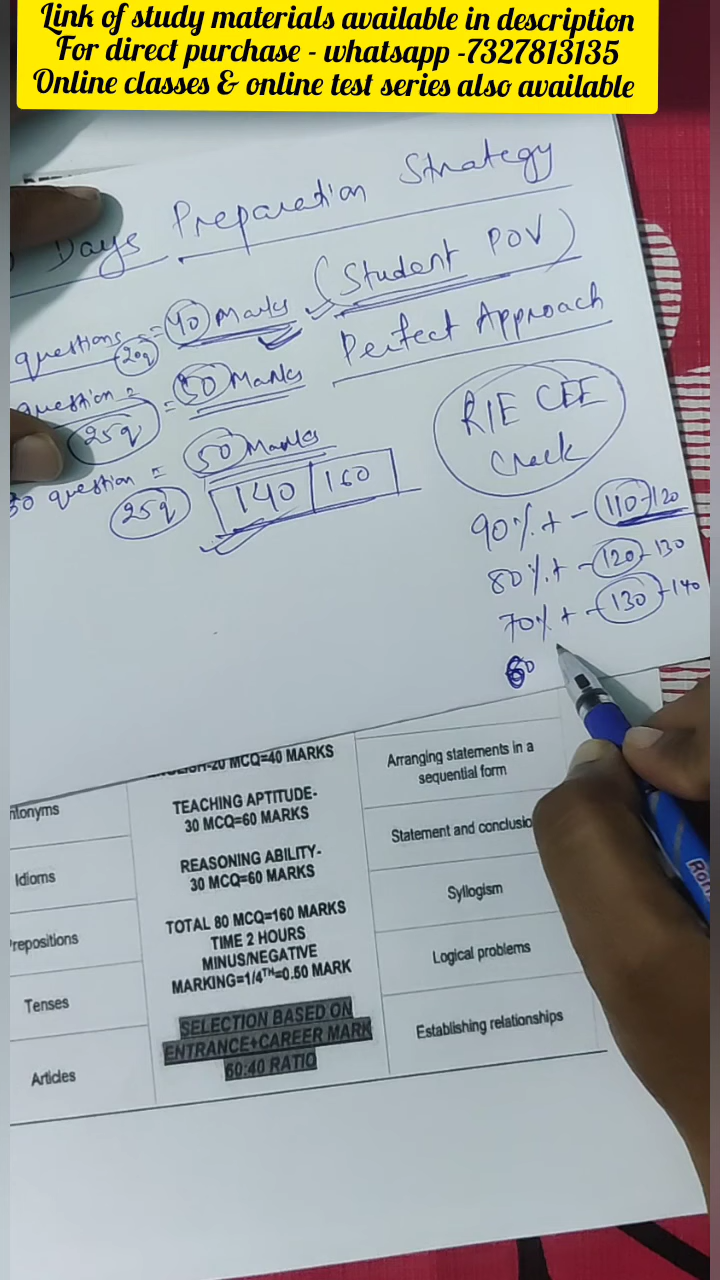 Link of study materials available in description
For direct purchase - whatsapp -7327813135
Online classes & online test series also available
Days Preparation Strategy
(Student POV)
questions = 40 Marks
20q
Perfect Approach
question = 50 Marks
25q
RIE CEE
Crack
30 question = 50 Marks
25q
140/160
90%+ - 110-120
80%+ - 120-130
70%+ - 130-140
60
20 MCQ=40 MARKS
TEACHING APTITUDE-
30 MCQ=60 MARKS
REASONING ABILITY-
30 MCQ=60 MARKS
TOTAL 80 MCQ=160 MARKS
TIME 2 HOURS
MINUS/NEGATIVE
MARKING=1/4TH=0.50 MARK
SELECTION BASED ON
ENTRANCE+CAREER MARK
60:40 RATIO
ntonyms
Idioms
repositions
Tenses
Articles
Arranging statements in a
sequential form
Statement and conclusio
Syllogism
Logical problems
Establishing relationships